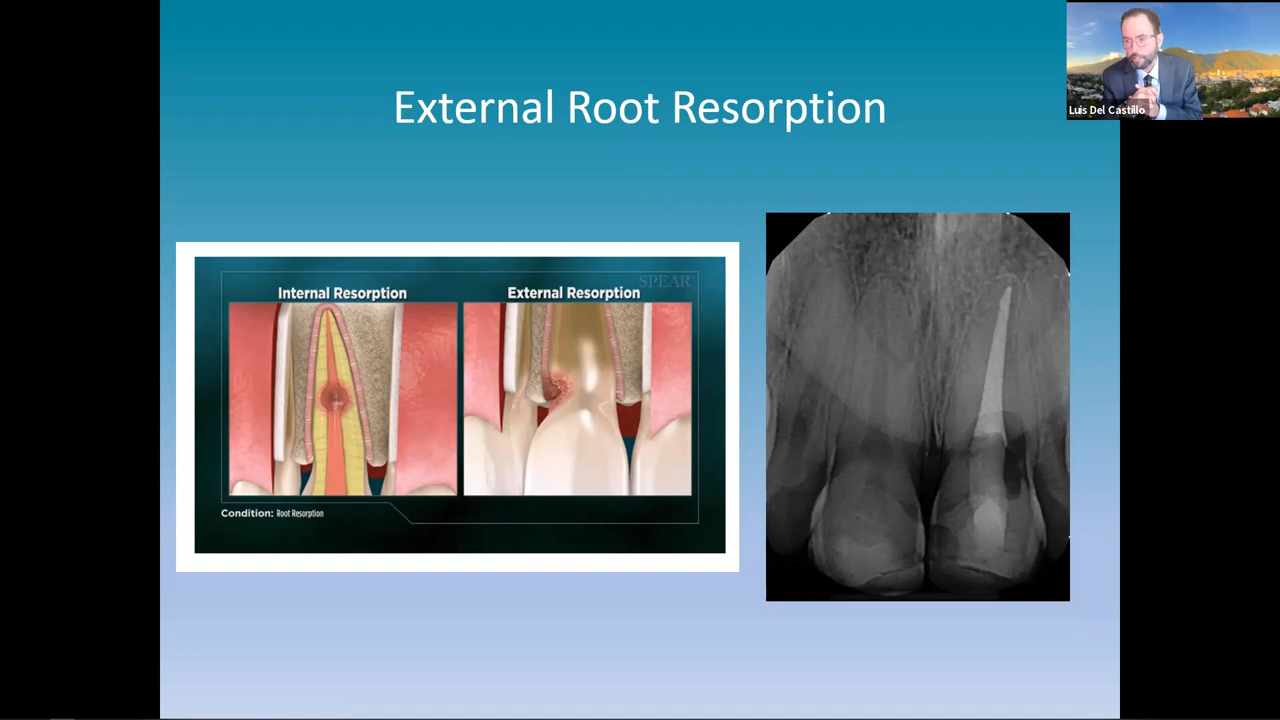 External Root Resorption
Luis Del Castillo
SPEAR
Internal Resorption
External Resorption
Condition: Root Resorption